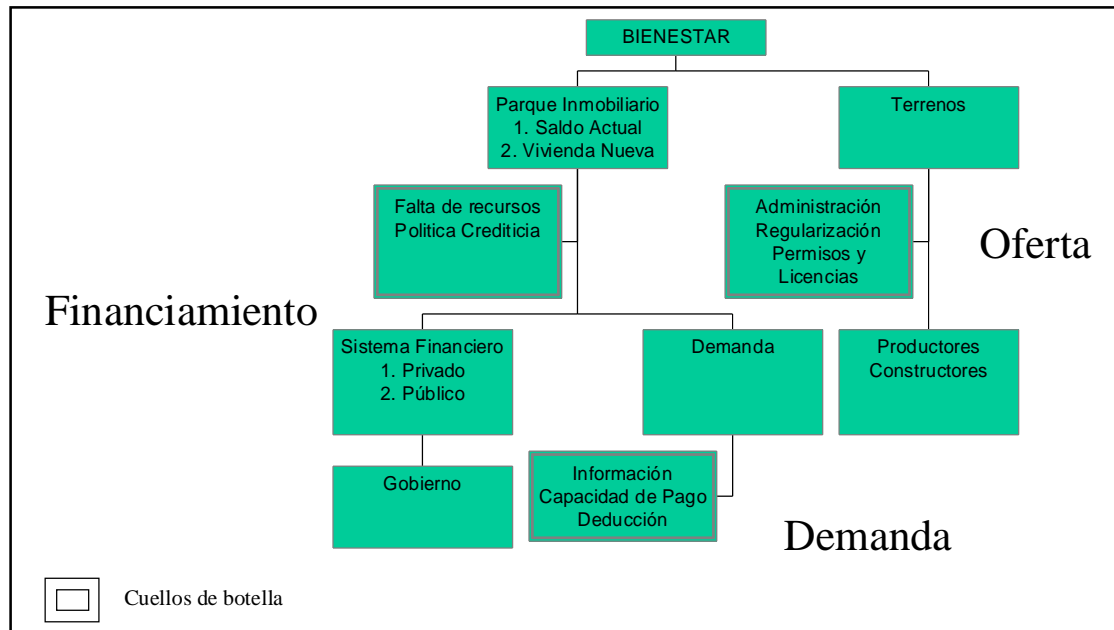 BIENESTAR
Parque Inmobiliario
1. Saldo Actual
2. Vivienda Nueva
Terrenos
Falta de recursos
Politica Crediticia
Administración
Regularización
Permisos y
Licencias
Oferta
Financiamiento
Sistema Financiero
1. Privado
2. Público
Demanda
Productores
Constructores
Gobierno
Información
Capacidad de Pago
Deducción
Demanda
Cuellos de botella